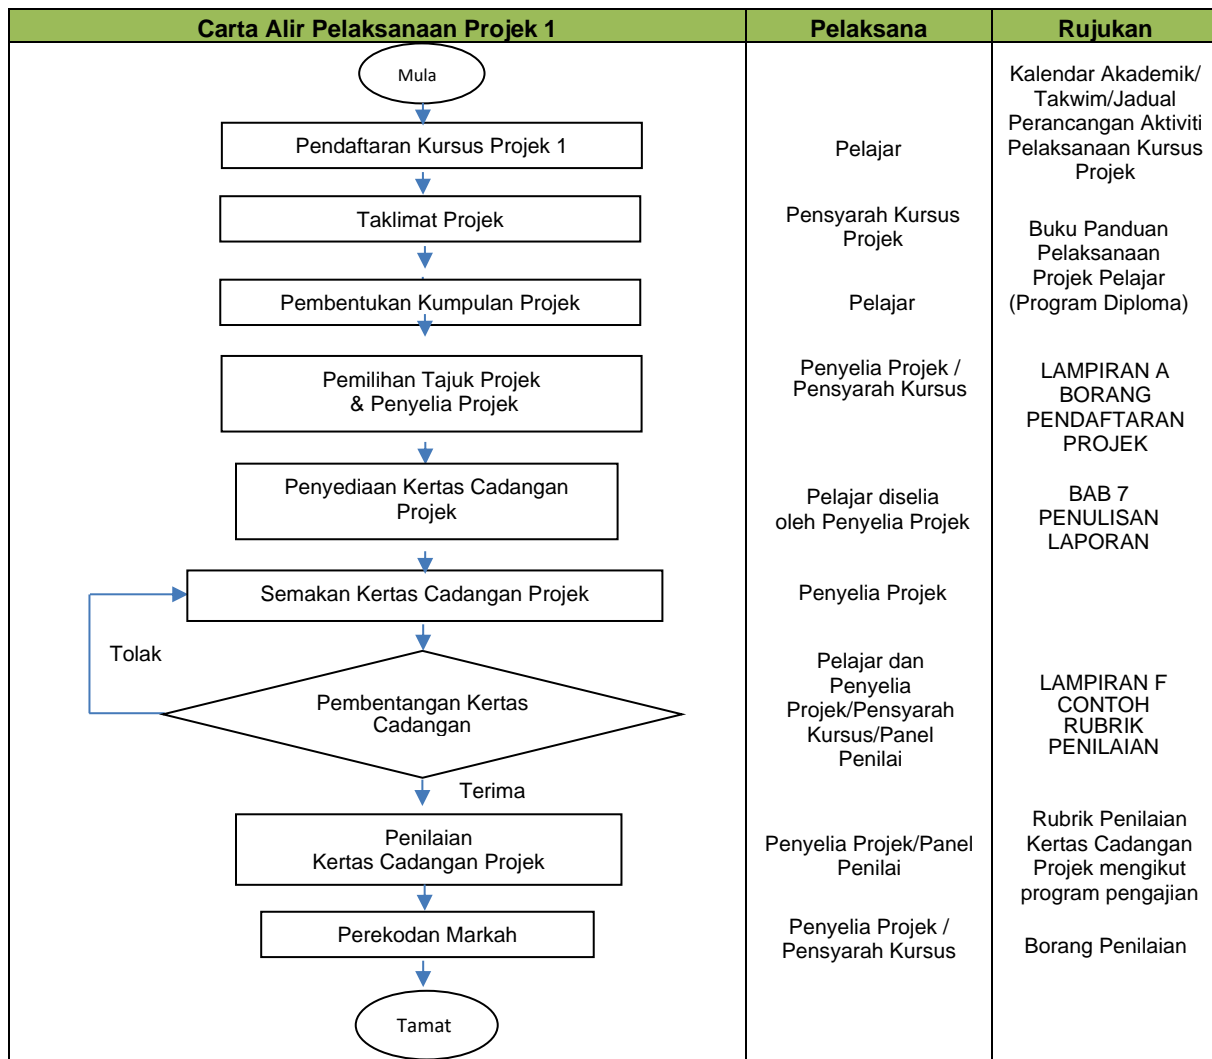 Carta Alir Pelaksanaan Projek 1
Pelaksana
Rujukan
Mula
Kalendar Akademik/
Takwim/Jadual
Perancangan Aktiviti
Pelaksanaan Kursus
Projek
Pendaftaran Kursus Projek 1
Pelajar
Taklimat Projek
Pensyarah Kursus
Projek
Buku Panduan
Pelaksanaan
Projek Pelajar
(Program Diploma)
Pembentukan Kumpulan Projek
Pelajar
Pemilihan Tajuk Projek
& Penyelia Projek
Penyelia Projek /
Pensyarah Kursus
LAMPIRAN A
BORANG
PENDAFTARAN
PROJEK
Penyediaan Kertas Cadangan
Projek
Pelajar diselia
oleh Penyelia Projek
BAB 7
PENULISAN
LAPORAN
Semakan Kertas Cadangan Projek
Penyelia Projek
Tolak
Pembentangan Kertas
Cadangan
Pelajar dan
Penyelia
Projek/Pensyarah
Kursus/Panel
Penilai
LAMPIRAN F
CONTOH
RUBRIK
PENILAIAN
Terima
Penilaian
Kertas Cadangan Projek
Penyelia Projek/Panel
Penilai
Rubrik Penilaian
Kertas Cadangan
Projek mengikut
program pengajian
Perekodan Markah
Penyelia Projek /
Pensyarah Kursus
Borang Penilaian
Tamat